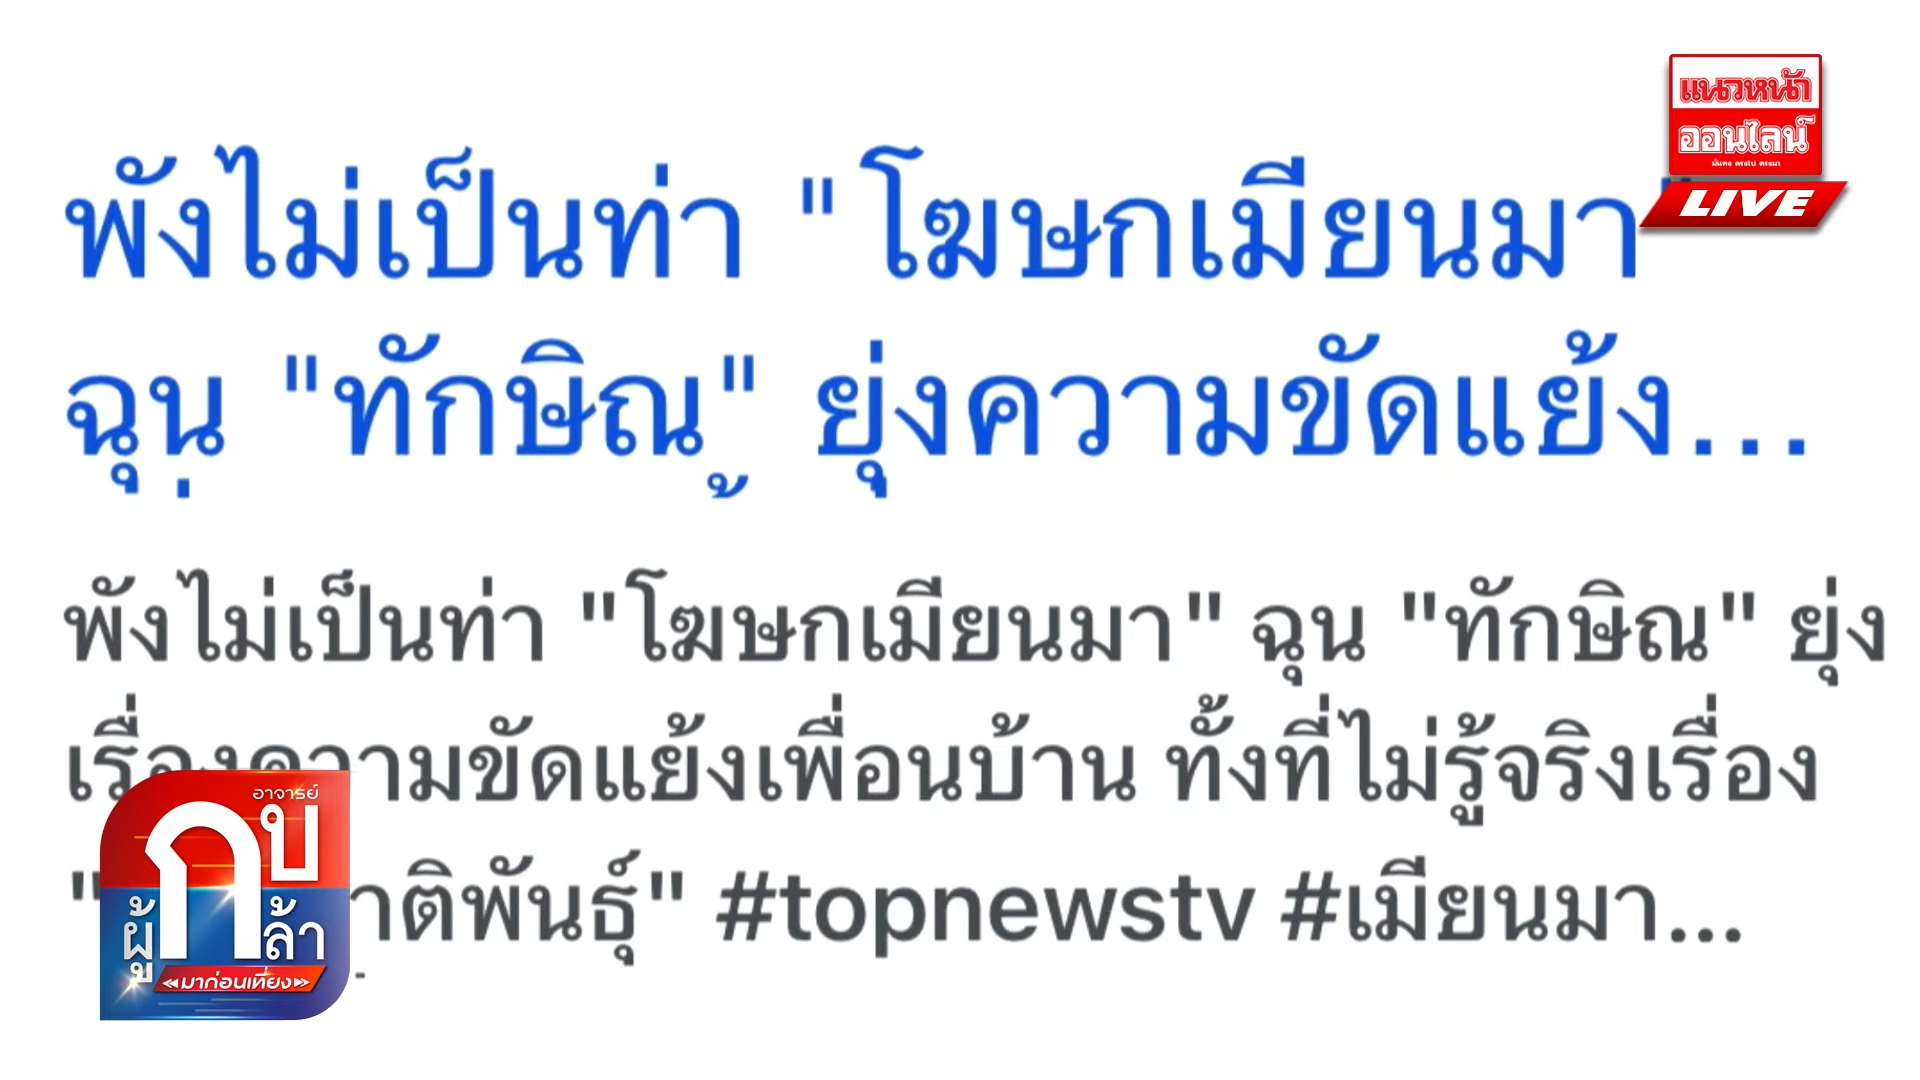 แนวหน้า
ออนไลน์
LIVE
พังไม่เป็นท่า "โฆษกเมียนมา"
ฉุน "ทักษิณ" ยุ่งความขัดแย้ง...
พังไม่เป็นท่า "โฆษกเมียนมา" ฉุน "ทักษิณ" ยุ่ง
เรื่องความขัดแย้งเพื่อนบ้าน ทั้งที่ไม่รู้จริงเรื่อง
าติพันธุ์" #topnewstv #เมียนมา...
อาจารย์
กบ
ผู้กล้า
มาก่อนเที่ยง